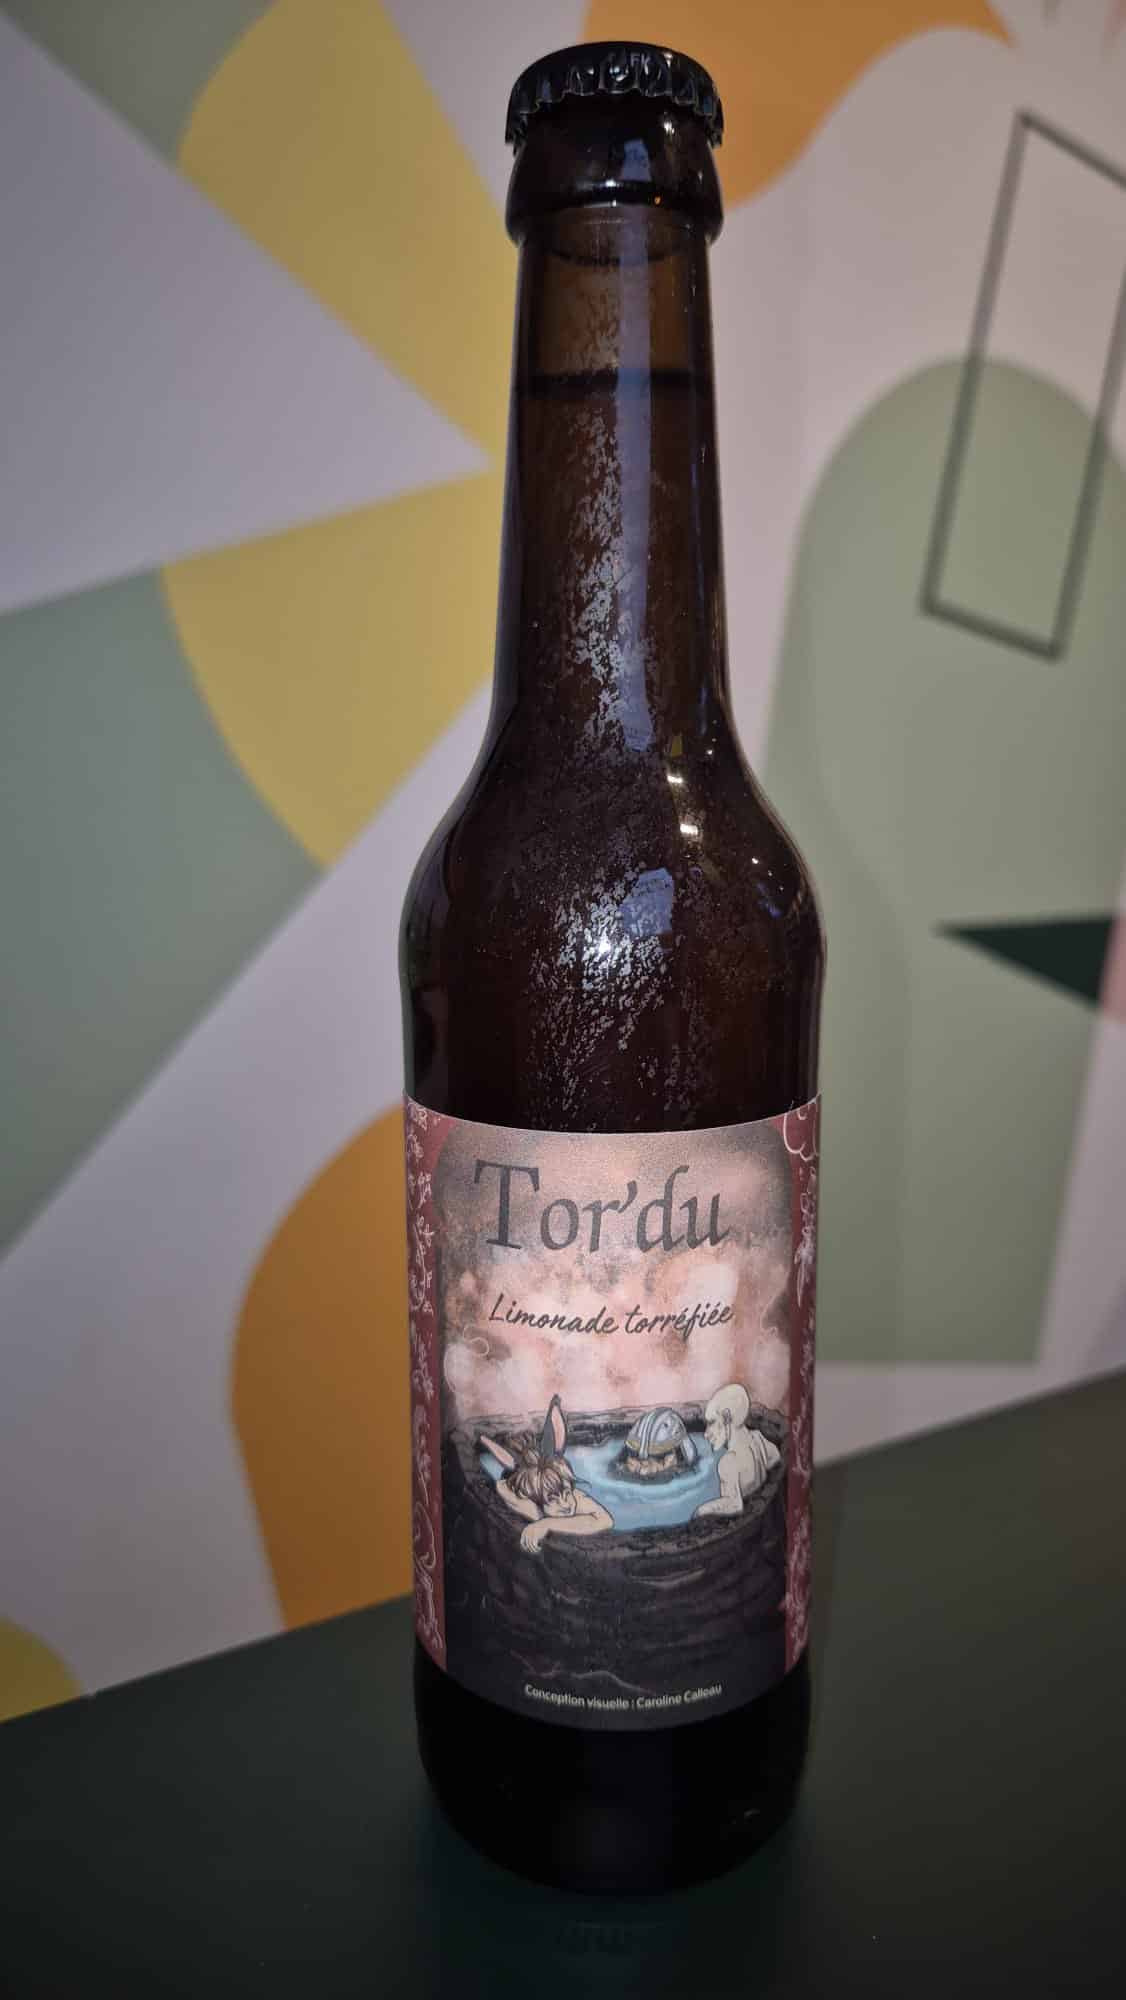 Tor'du
Limonade torréfiée
Conception visuelle : Caroline Calleau